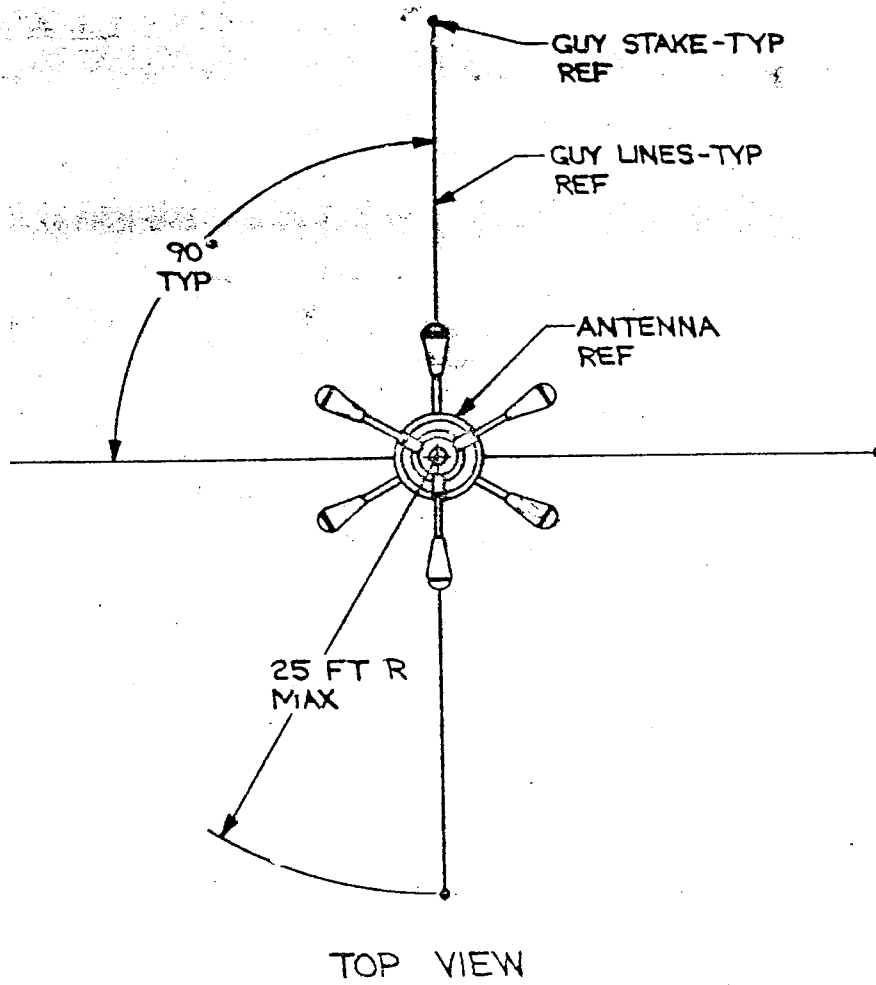 GUY STAKE-TYP
REF
GUY LINES-TYP
REF
90°
TYP
ANTENNA
REF
25 FT R
MAX
TOP VIEW